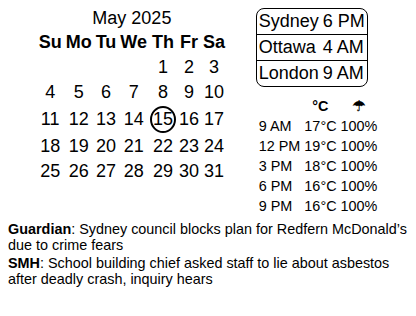 May 2025
Su Mo Tu We Th Fr Sa
1 2 3
4 5 6 7 8 9 10
11 12 13 14 15 16 17
18 19 20 21 22 23 24
25 26 27 28 29 30 31
Sydney 6 PM
Ottawa 4 AM
London 9 AM
°C ☂
9 AM 17°C 100%
12 PM 19°C 100%
3 PM 18°C 100%
6 PM 16°C 100%
9 PM 16°C 100%
Guardian: Sydney council blocks plan for Redfern McDonald’s
due to crime fears
SMH: School building chief asked staff to lie about asbestos
after deadly crash, inquiry hears